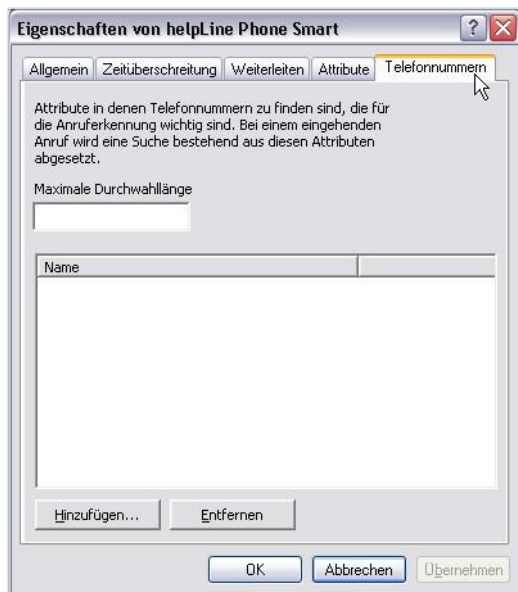 Eigenschaften von helpLine Phone Smart
?
Allgemein Zeitüberschreitung Weiterleiten Attribute Telefonnummern
Attribute in denen Telefonnummern zu finden sind, die für
die Anruferkennung wichtig sind. Bei einem eingehenden
Anruf wird eine Suche bestehend aus diesen Attributen
abgesetzt.
Maximale Durchwahllänge
Name
Hinzufügen... Entfernen
OK Abbrechen Übernehmen